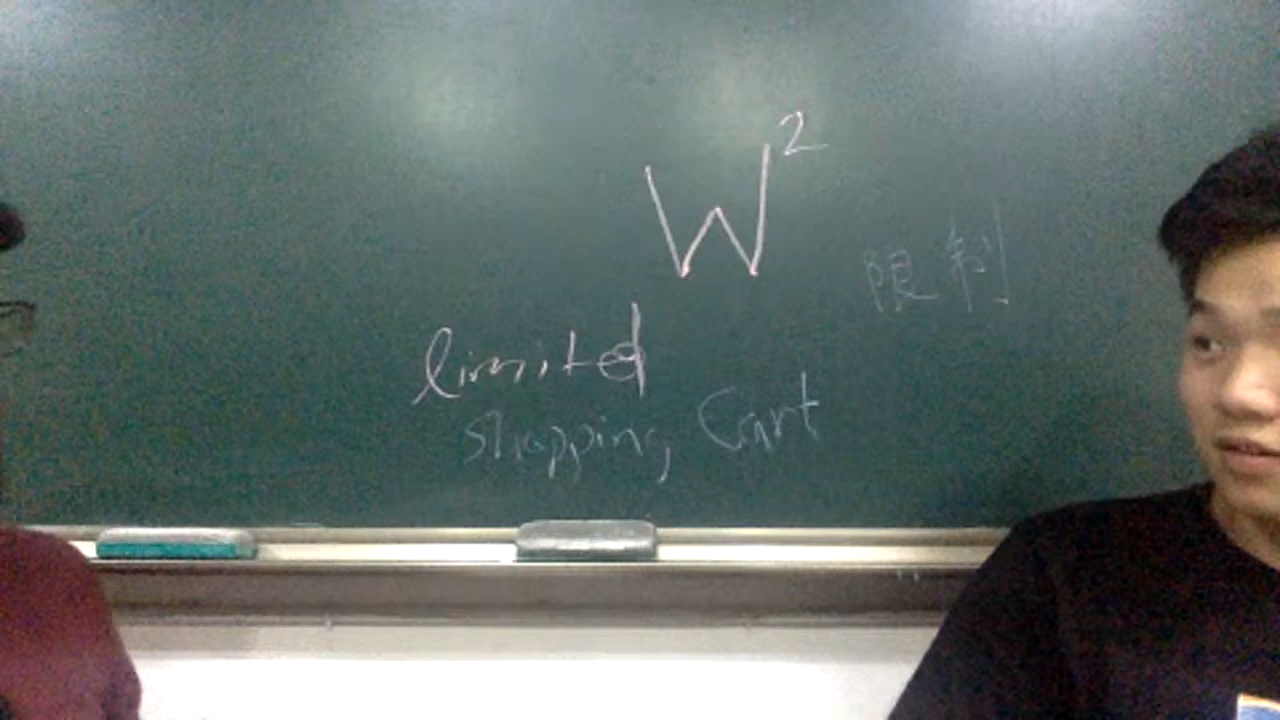 W²
限制
limited
shopping Cart